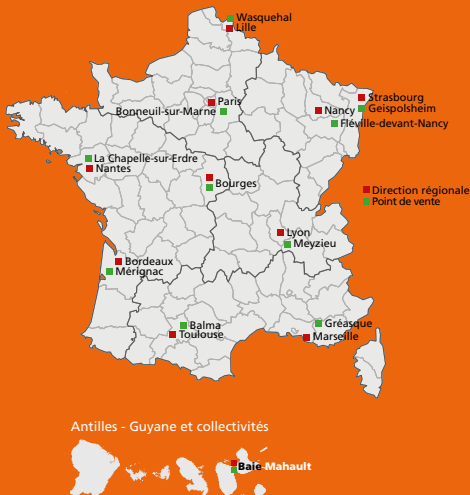 Wasquehal
Lille
Paris
Bonneuil-sur-Marne
Strasbourg
Nancy
Geispolsheim
Fléville-devant-Nancy
La Chapelle-sur-Erdre
Nantes
Bourges
Direction régionale
Point de vente
Lyon
Meyzieu
Bordeaux
Mérignac
Balma
Toulouse
Gréasque
Marseille
Antilles - Guyane et collectivités
Baie-Mahault